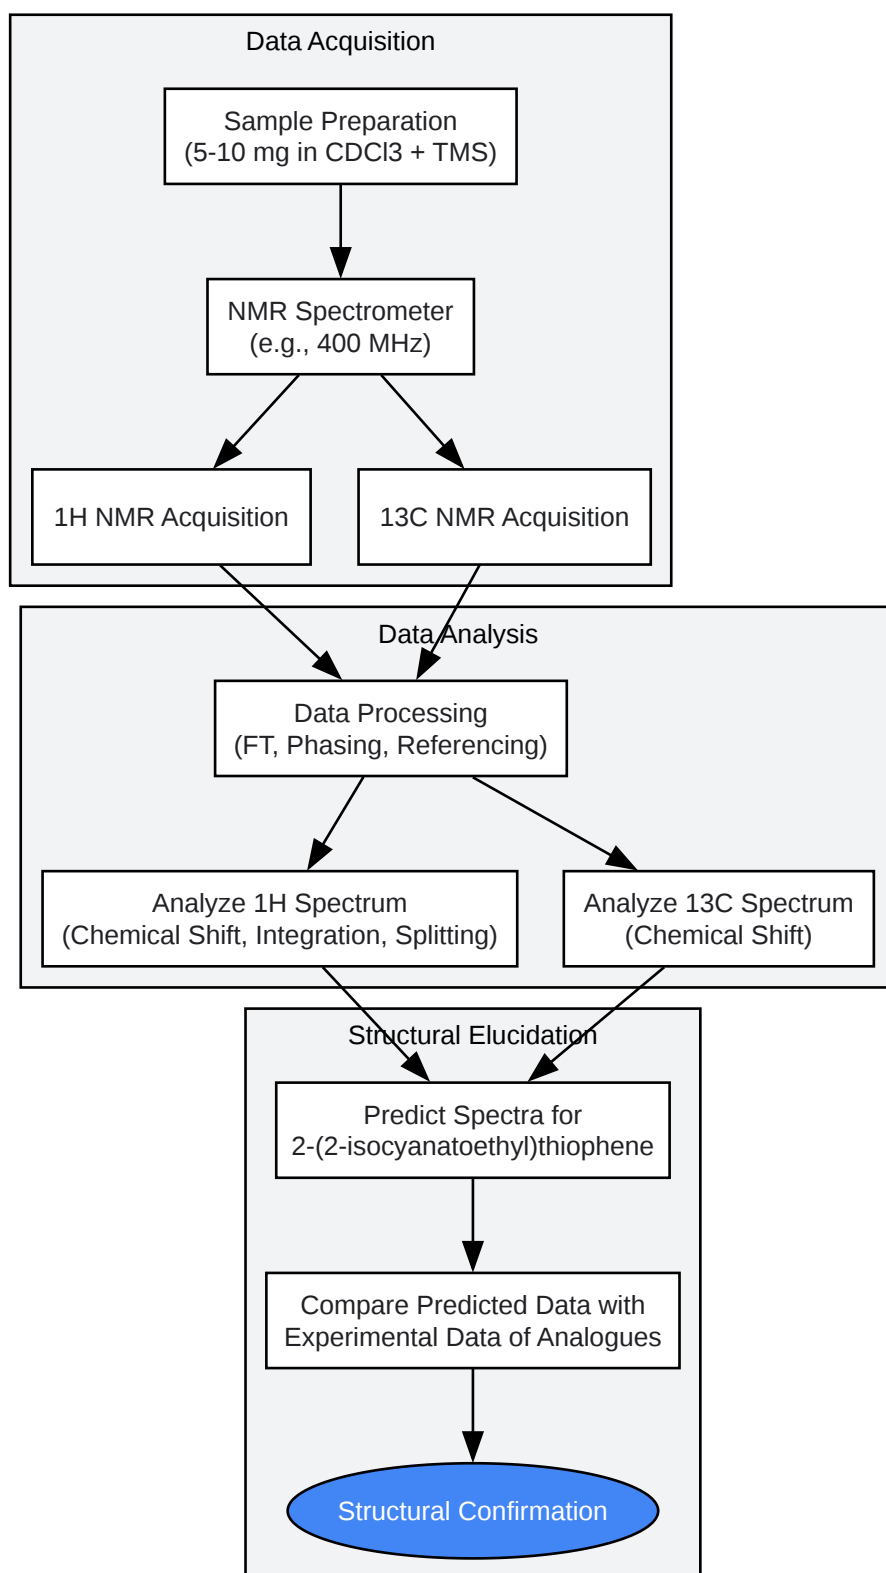 Data Acquisition
Sample Preparation
(5-10 mg in CDCl3 + TMS)
NMR Spectrometer
(e.g., 400 MHz)
1H NMR Acquisition
13C NMR Acquisition
Data Analysis
Data Processing
(FT, Phasing, Referencing)
Analyze 1H Spectrum
(Chemical Shift, Integration, Splitting)
Analyze 13C Spectrum
(Chemical Shift)
Structural Elucidation
Predict Spectra for
2-(2-isocyanatoethyl)thiophene
Compare Predicted Data with
Experimental Data of Analogues
Structural Confirmation